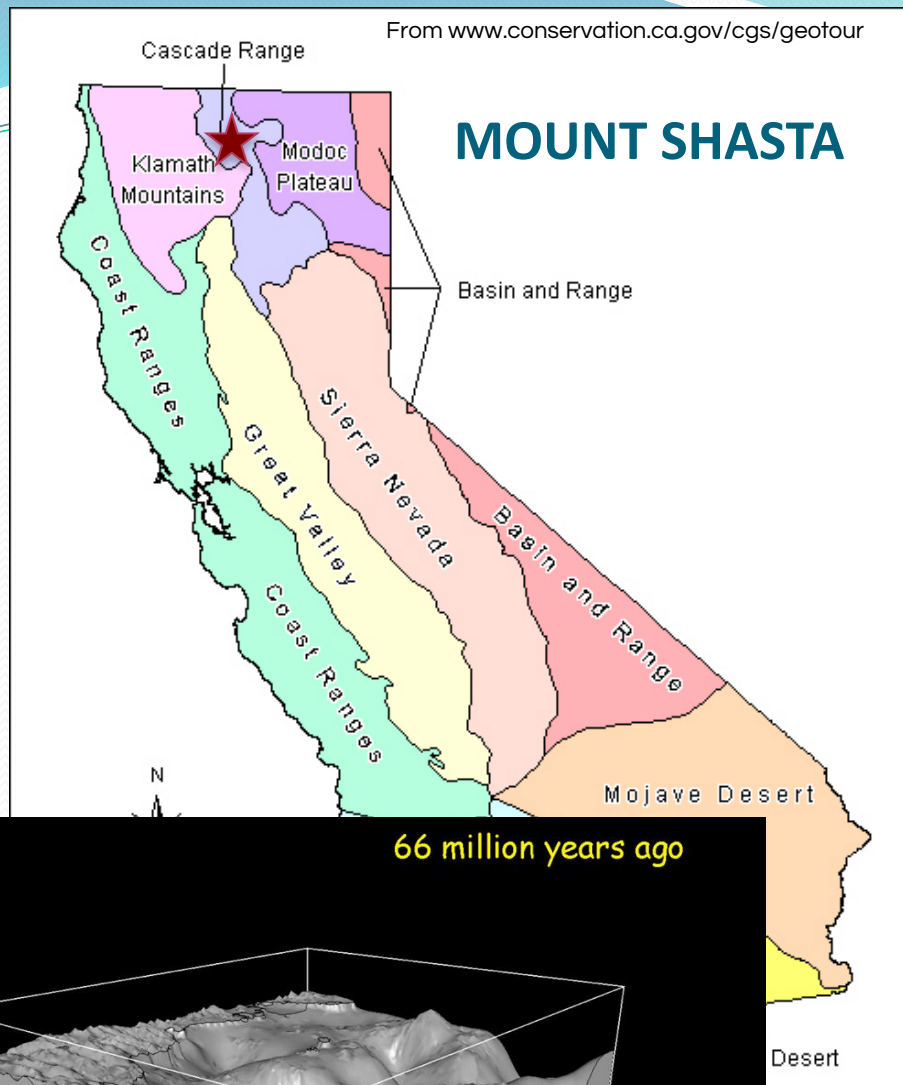 From www.conservation.ca.gov/cgs/geotour
Cascade Range
MOUNT SHASTA
Klamath
Mountains
Modoc
Plateau
Basin and Range
Coast Ranges
Sierra Nevada
Great Valley
Basin and Range
Coast Ranges
N
Mojave Desert
66 million years ago
Desert